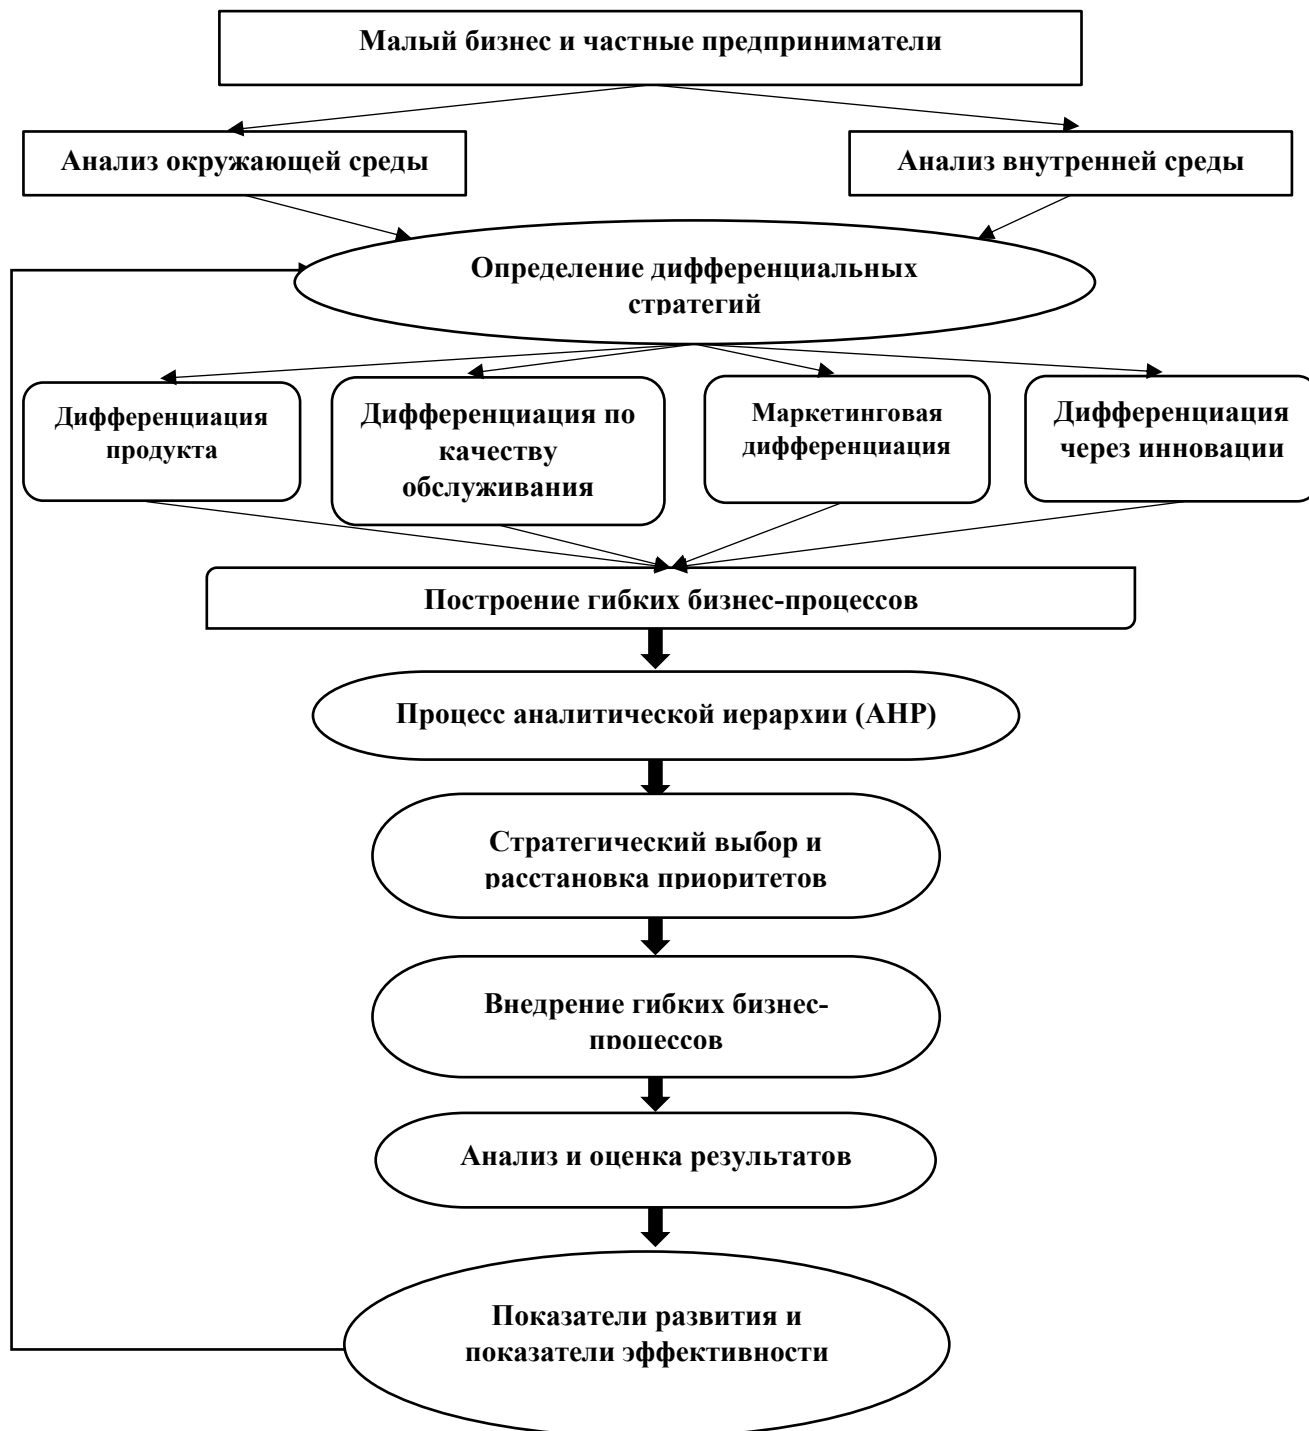 Малый бизнес и частные предприниматели
Анализ окружающей среды
Анализ внутренней среды
Определение дифференциальных
стратегий
Дифференциация
продукта
Дифференциация по
качеству
обслуживания
Маркетинговая
дифференциация
Дифференциация
через инновации
Построение гибких бизнес-процессов
Процесс аналитической иерархии (АНР)
Стратегический выбор и
расстановка приоритетов
Внедрение гибких бизнес-
процессов
Анализ и оценка результатов
Показатели развития и
показатели эффективности